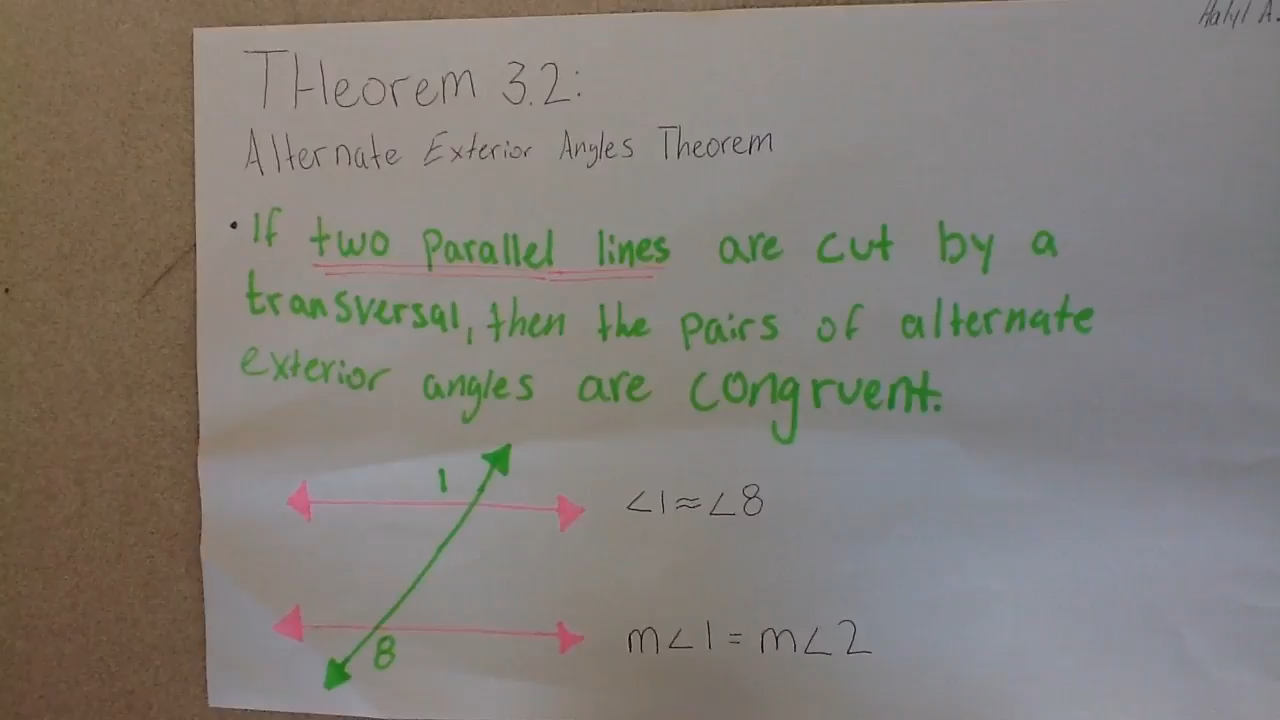 Halyl A.
THeorem 3.2:
Alternate Exterior Angles Theorem
• If two parallel lines are cut by a
transversal, then the pairs of alternate
exterior angles are congruent.
1
∠1≈∠8
8
m∠1=m∠2